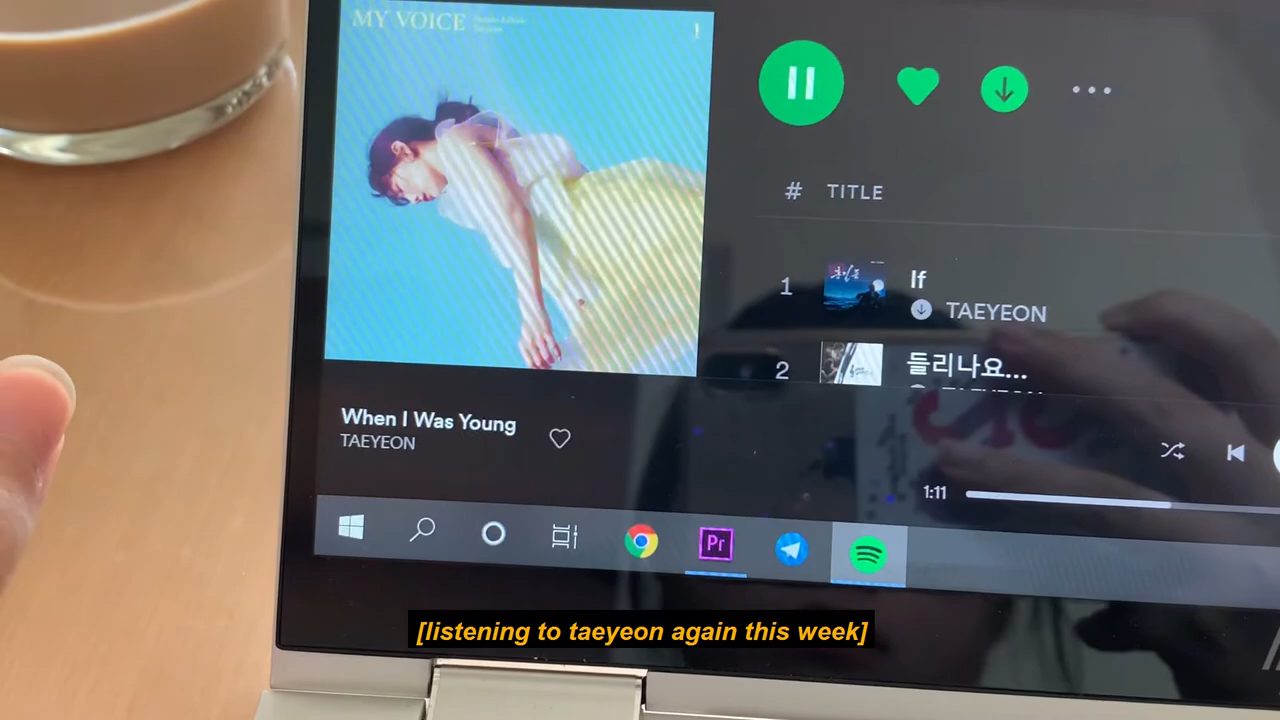 MY VOICE
# TITLE
1
If
TAEYEON
2
들리나요...
When I Was Young
TAEYEON
1:11
Pr
[listening to taeyeon again this week]